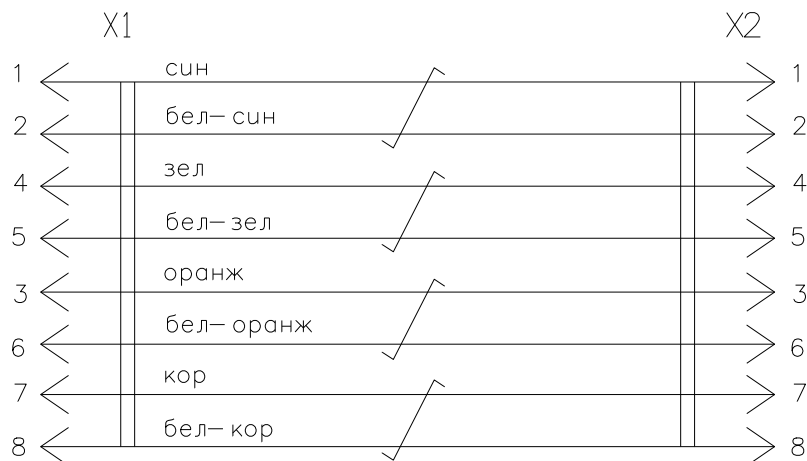 X1 X2
1 син 1
2 бел-син 2
4 зел 4
5 бел-зел 5
3 оранж 3
6 бел-оранж 6
7 кор 7
8 бел-кор 8